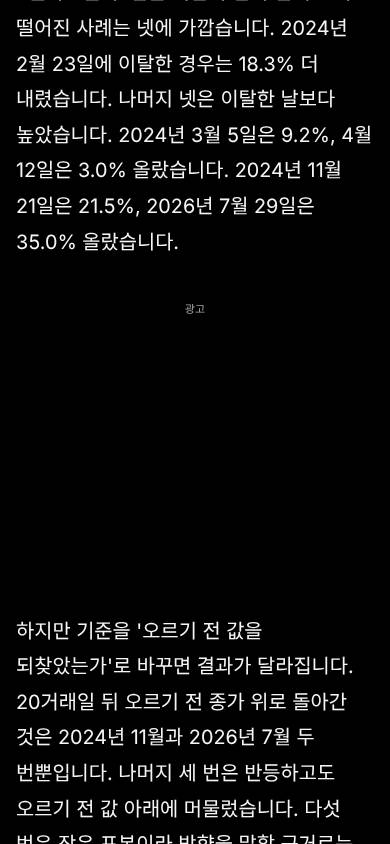 떨어진 사례는 넷에 가깝습니다. 2024년
2월 23일에 이탈한 경우는 18.3% 더
내렸습니다. 나머지 넷은 이탈한 날보다
높았습니다. 2024년 3월 5일은 9.2%, 4월
12일은 3.0% 올랐습니다. 2024년 11월
21일은 21.5%, 2026년 7월 29일은
35.0% 올랐습니다.
광고
하지만 기준을 '오르기 전 값을
되찾았는가'로 바꾸면 결과가 달라집니다.
20거래일 뒤 오르기 전 종가 위로 돌아간
것은 2024년 11월과 2026년 7월 두
번뿐입니다. 나머지 세 번은 반등하고도
오르기 전 값 아래에 머물렀습니다. 다섯